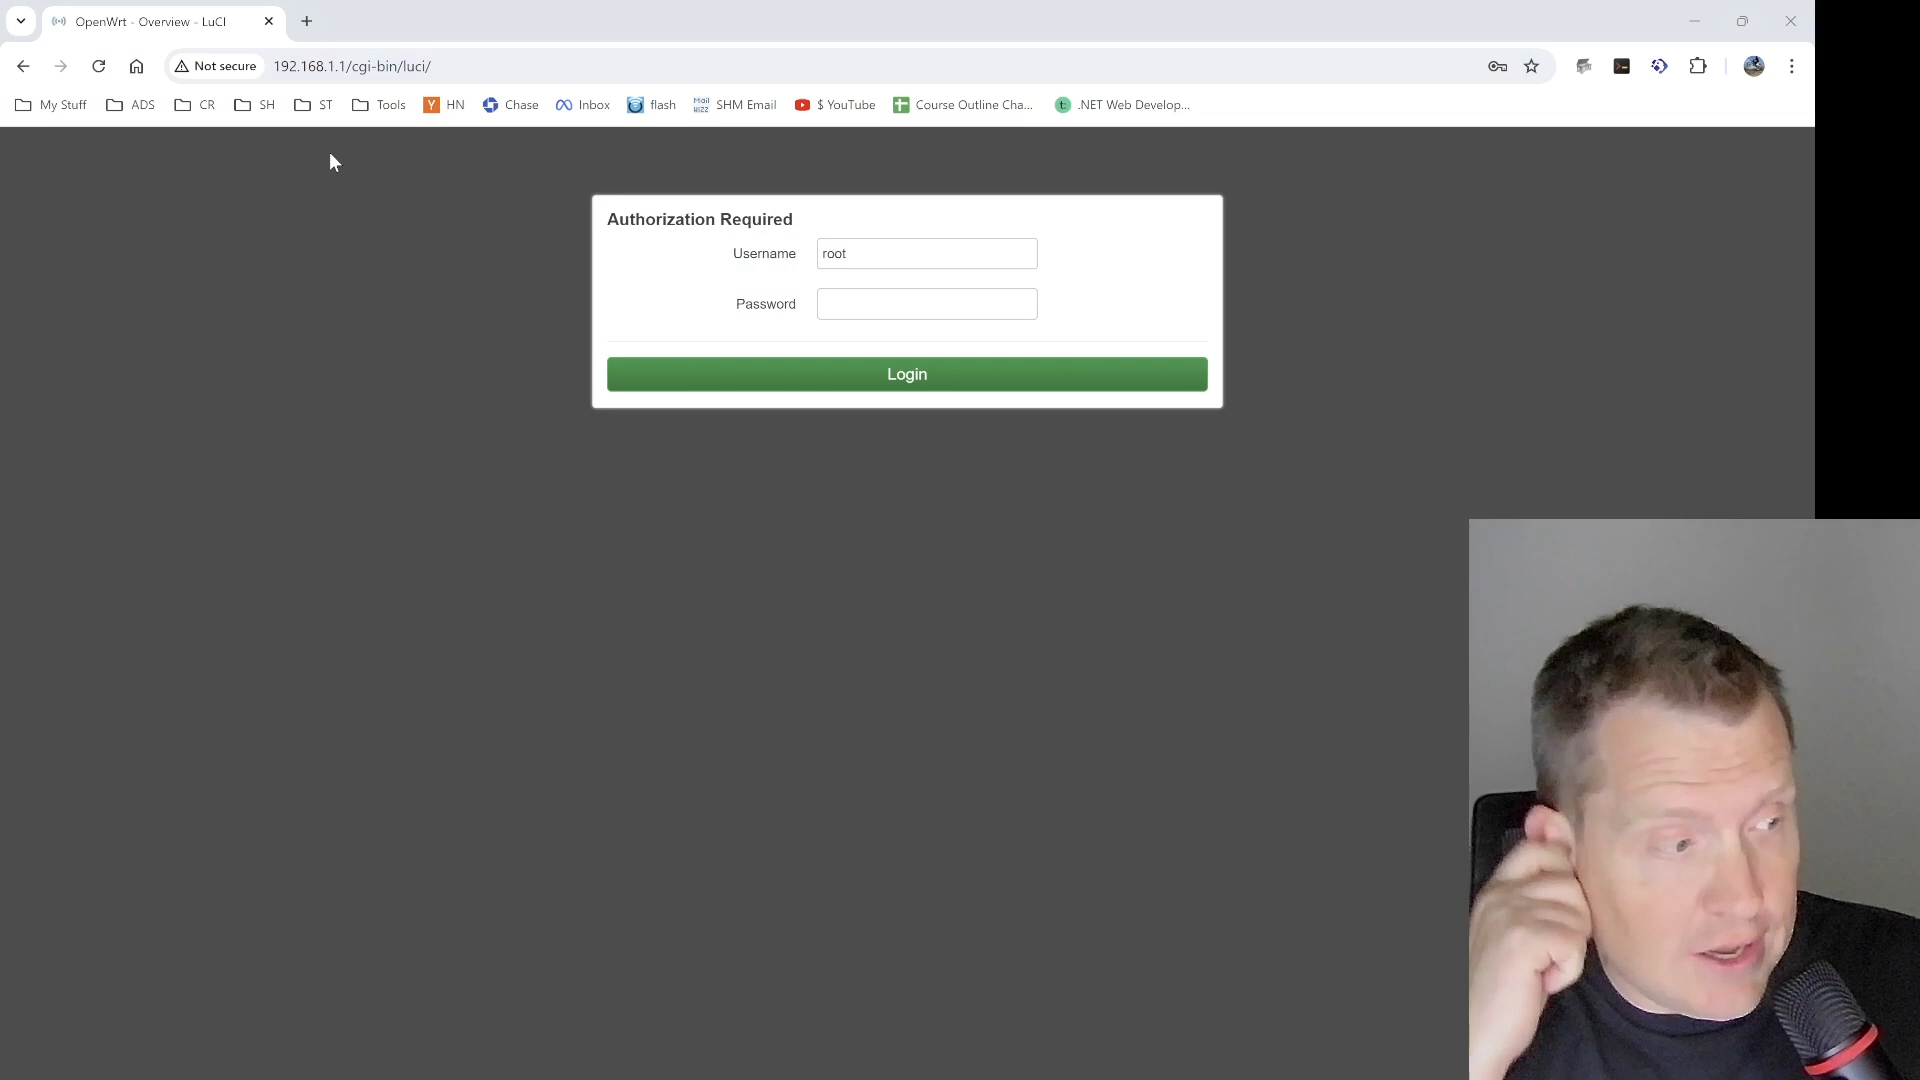 OpenWrt - Overview - LuCI
Not secure 192.168.1.1/cgi-bin/luci/
My Stuff ADS CR SH ST Tools Y HN Chase Inbox flash Mail WIZZ SHM Email $ YouTube Course Outline Cha... t: .NET Web Develop...
Authorization Required
Username root
Password
Login